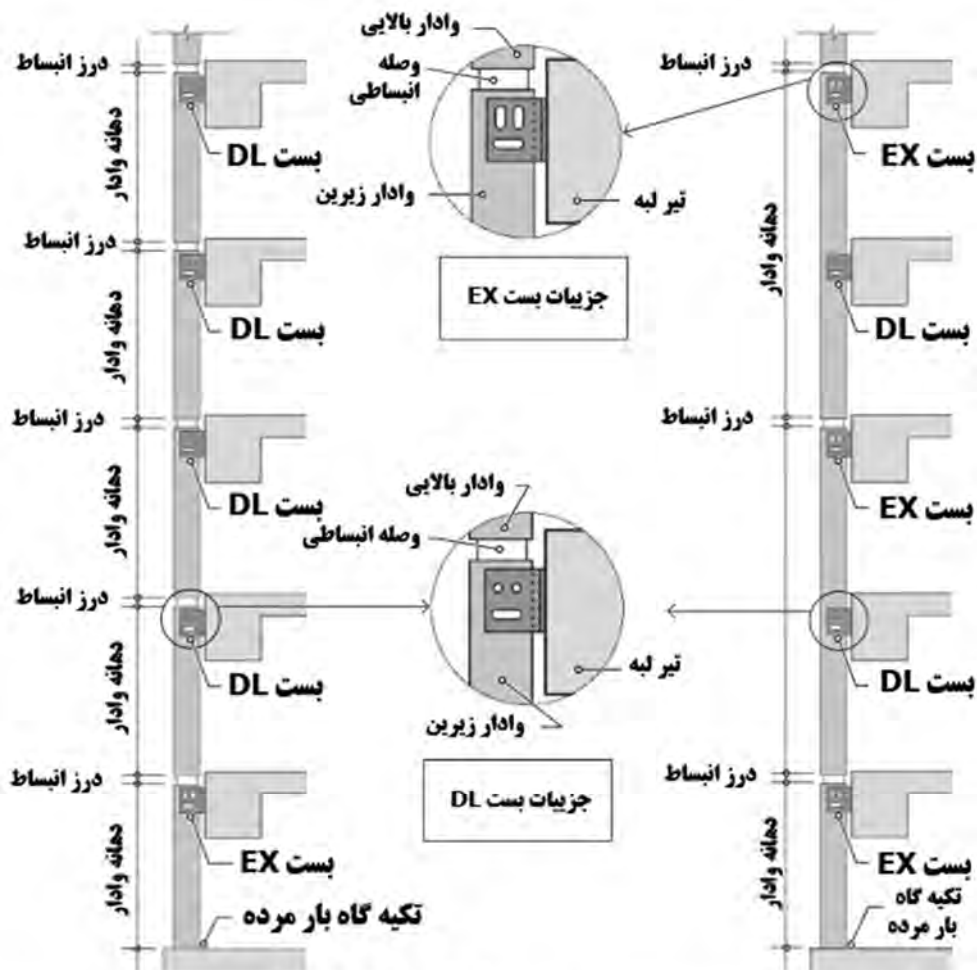 درز انبساط
بست DL
دهانه وادار
درز انبساط
بست DL
دهانه وادار
درز انبساط
بست DL
دهانه وادار
درز انبساط
بست DL
دهانه وادار
درز انبساط
بست EX
دهانه وادار
تکیه گاه بار مرده
وادار بالایی
وصله
انبساطی
وادار زیرین
تیر لبه
جزییات بست EX
وادار بالایی
وصله انبساطی
تیر لبه
وادار زیرین
جزییات بست DL
درز انبساط
بست EX
دهانه وادار
بست DL
درز انبساط
بست EX
دهانه وادار
بست DL
درز انبساط
بست EX
دهانه وادار
تکیه گاه
بار مرده